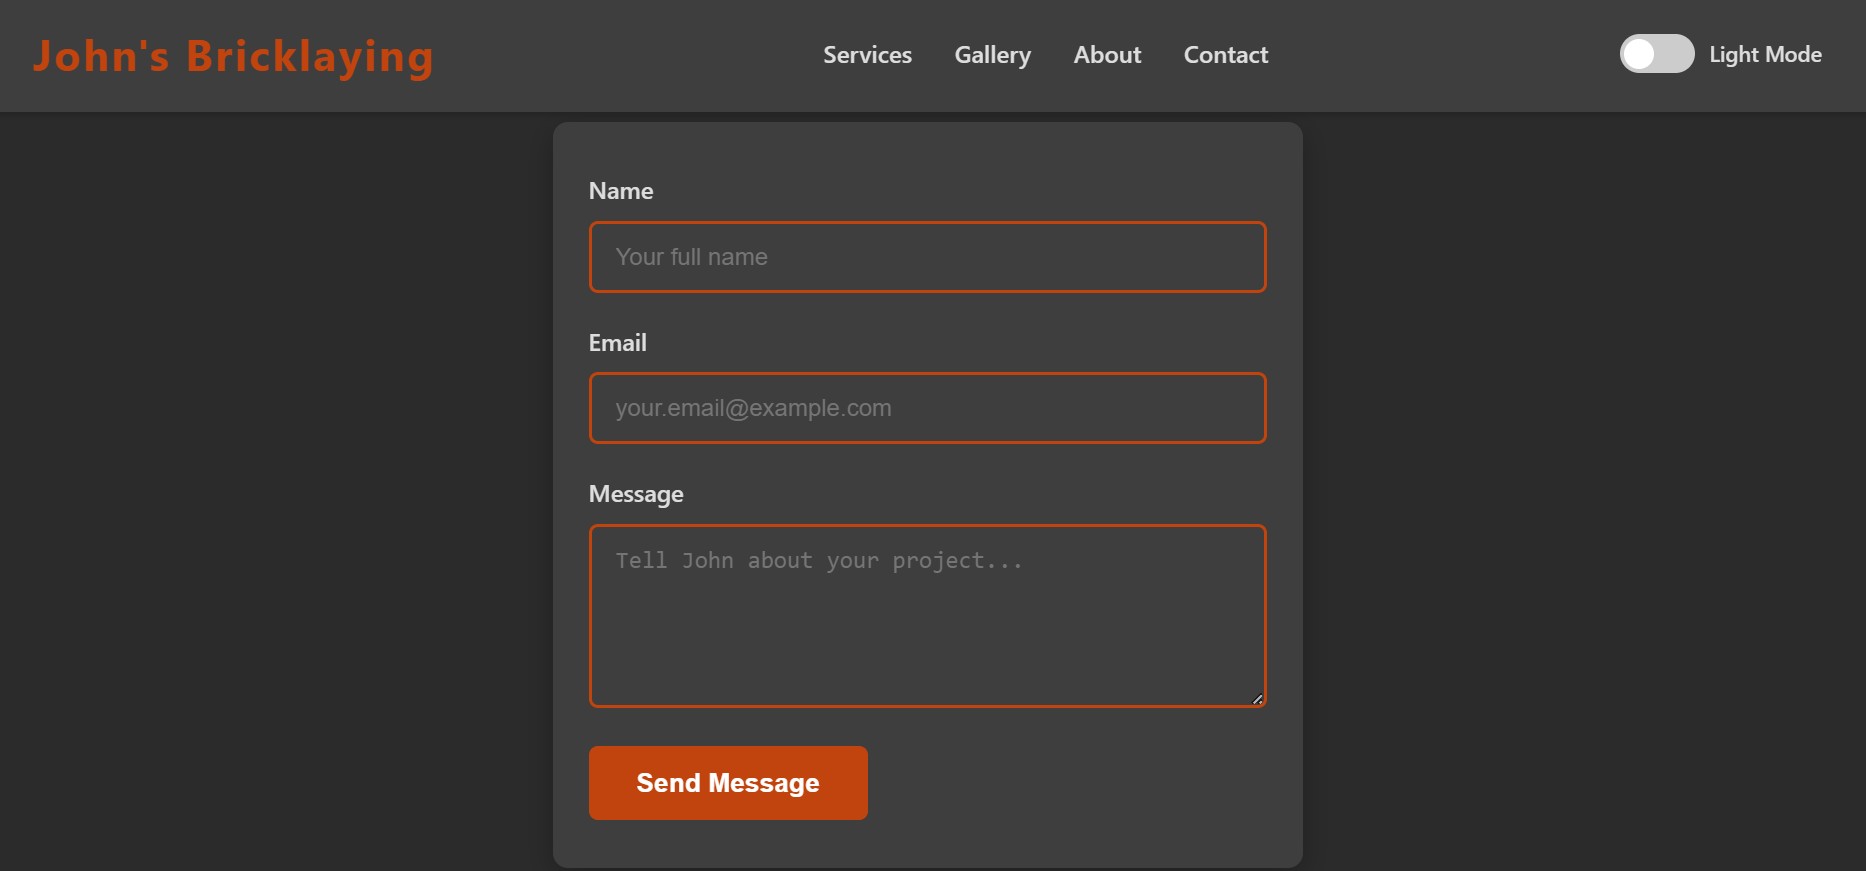 John's Bricklaying
Services
Gallery
About
Contact
Light Mode
Name
Your full name
Email
your.email@example.com
Message
Tell John about your project...
Send Message